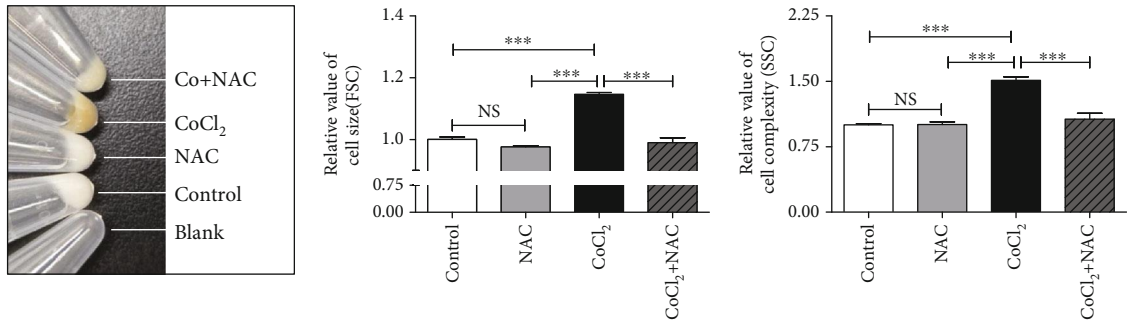 Co+NAC
CoCl₂
NAC
Control
Blank
Relative value of
cell size(FSC)
1.4
1.2
1.0
0.75
0.00
***
*** ***
NS
Control
NAC
CoCl₂
CoCl₂+NAC
Relative value of
cell complexity (SSC)
2.25
1.50
0.75
0.00
***
*** ***
NS
Control
NAC
CoCl₂
CoCl₂+NAC